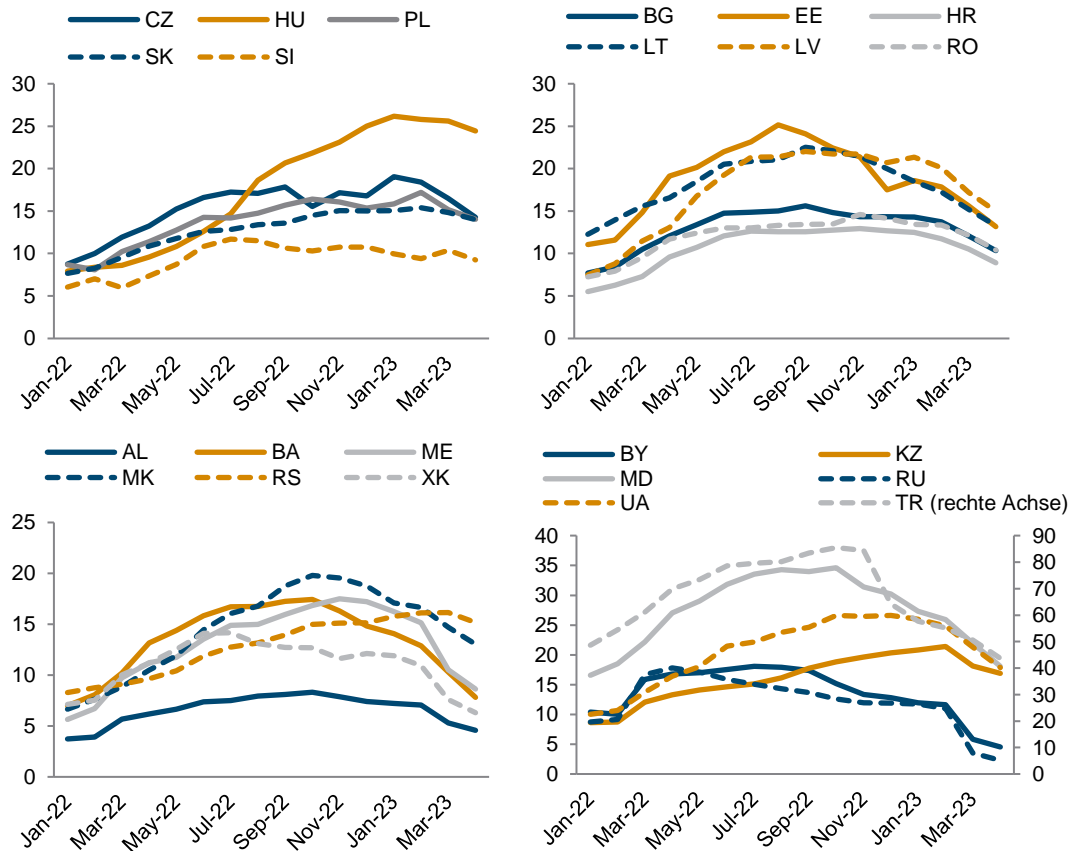 CZ HU PL
SK SI
30
25
20
15
10
5
0
Jan-22 Mar-22 May-22 Jul-22 Sep-22 Nov-22 Jan-23 Mar-23
BG EE HR
LT LV RO
30
25
20
15
10
5
0
Jan-22 Mar-22 May-22 Jul-22 Sep-22 Nov-22 Jan-23 Mar-23
AL BA ME
MK RS XK
25
20
15
10
5
0
Jan-22 Mar-22 May-22 Jul-22 Sep-22 Nov-22 Jan-23 Mar-23
BY KZ
MD RU
UA TR (rechte Achse)
40 90
35 80
30 70
25 60
20 50
15 40
10 30
5 20
0 10
0
Jan-22 Mar-22 May-22 Jul-22 Sep-22 Nov-22 Jan-23 Mar-23